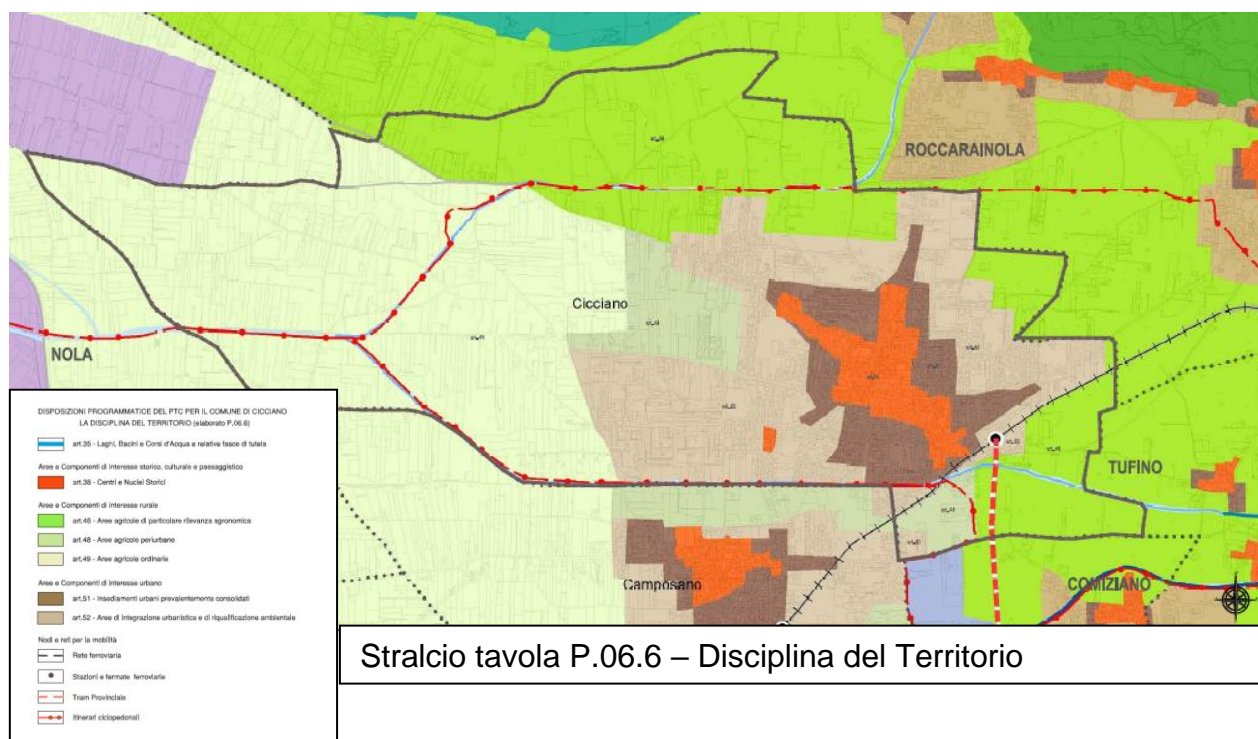 ROCCARAINOLA
Cicciano
NOLA
TUFINO
Camposano
COMIZIANO
DISPOSIZIONI PROGRAMMATICE DEL PTC PER IL COMUNE DI CICCIANO
LA DISCIPLINA DEL TERRITORIO (elaborato P.06.6)
art.35 - Laghi, Bacini e Corsi d'Acqua e relative fasce di tutela
Aree e Componenti di interesse storico, culturale e paesaggistico
art.38 - Centri e Nuclei Storici
Aree e Componenti di interesse rurale
art.46 - Aree agricole di particolare rilevanza agronomica
art.48 - Aree agricole periurbane
art.49 - Aree agricole ordinarie
Aree e Componenti di interesse urbano
art.51 - Insediamenti urbani prevalentemente consolidati
art.52 - Aree di integrazione urbanistica e di riqualificazione ambientale
Nodi e reti per la mobilità
Rete ferroviaria
Stazioni e fermate ferroviarie
Tram Provinciale
Itinerari ciclopedonali
Stralcio tavola P.06.6 – Disciplina del Territorio